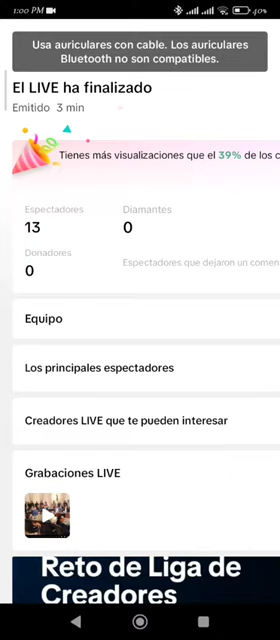 1:00 PM
40%
Usa auriculares con cable. Los auriculares
Bluetooth no son compatibles.
El LIVE ha finalizado
Emitido 3 min
Tienes más visualizaciones que el 39% de los c
Espectadores
Diamantes
13
0
Donadores
Espectadores que dejaron un comen
0
Equipo
Los principales espectadores
Creadores LIVE que te pueden interesar
Grabaciones LIVE
Reto de Liga de
Creadores